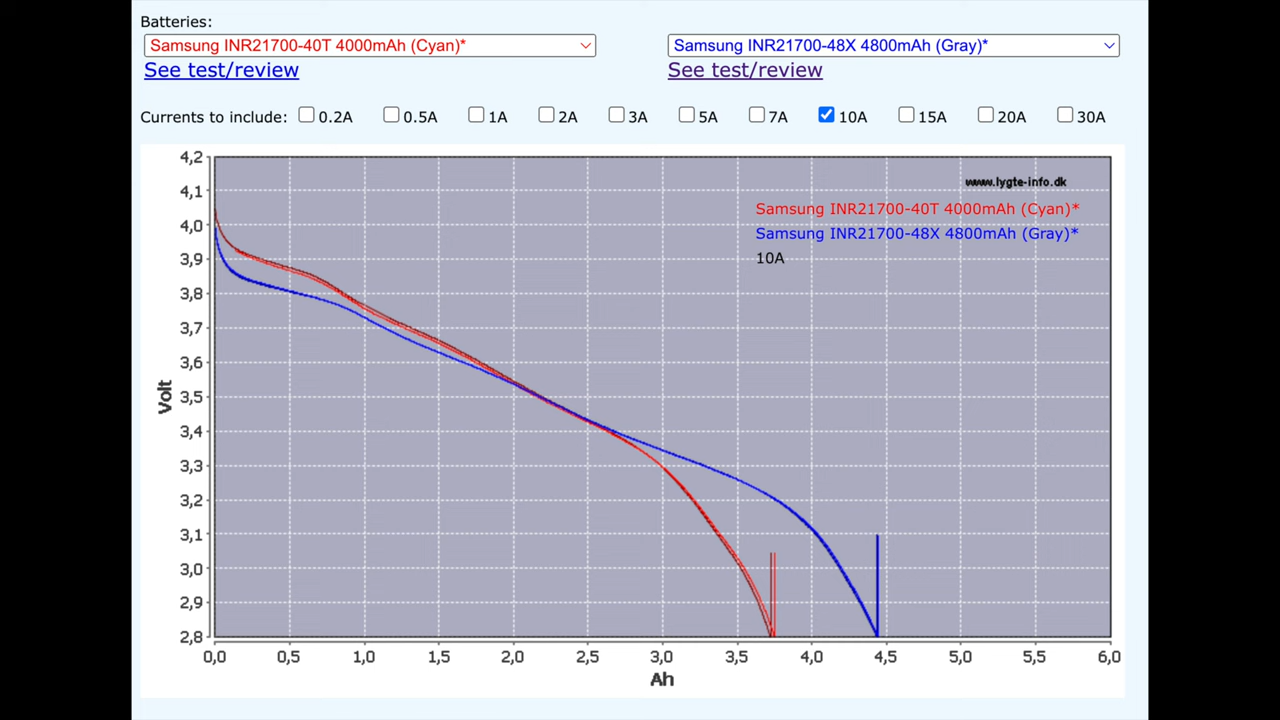 Batteries:
Samsung INR21700-40T 4000mAh (Cyan)* Samsung INR21700-48X 4800mAh (Gray)*
See test/review See test/review
Currents to include: 0.2A 0.5A 1A 2A 3A 5A 7A 10A 15A 20A 30A
4,2
www.lygte-info.dk
4,1
Samsung INR21700-40T 4000mAh (Cyan)*
4,0
Samsung INR21700-48X 4800mAh (Gray)*
3,9
10A
3,8
3,7
3,6
3,5
Volt
3,4
3,3
3,2
3,1
3,0
2,9
2,8
0,0 0,5 1,0 1,5 2,0 2,5 3,0 3,5 4,0 4,5 5,0 5,5 6,0
Ah